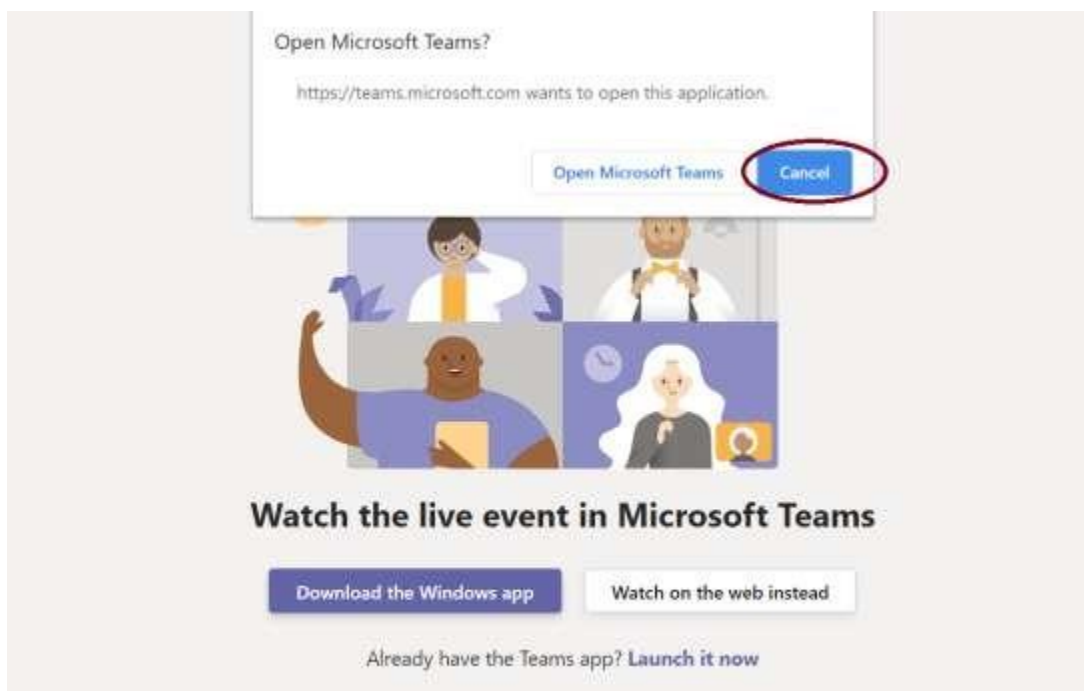 Open Microsoft Teams?
https://teams.microsoft.com wants to open this application.
Open Microsoft Teams
Cancel
Watch the live event in Microsoft Teams
Download the Windows app
Watch on the web instead
Already have the Teams app? Launch it now